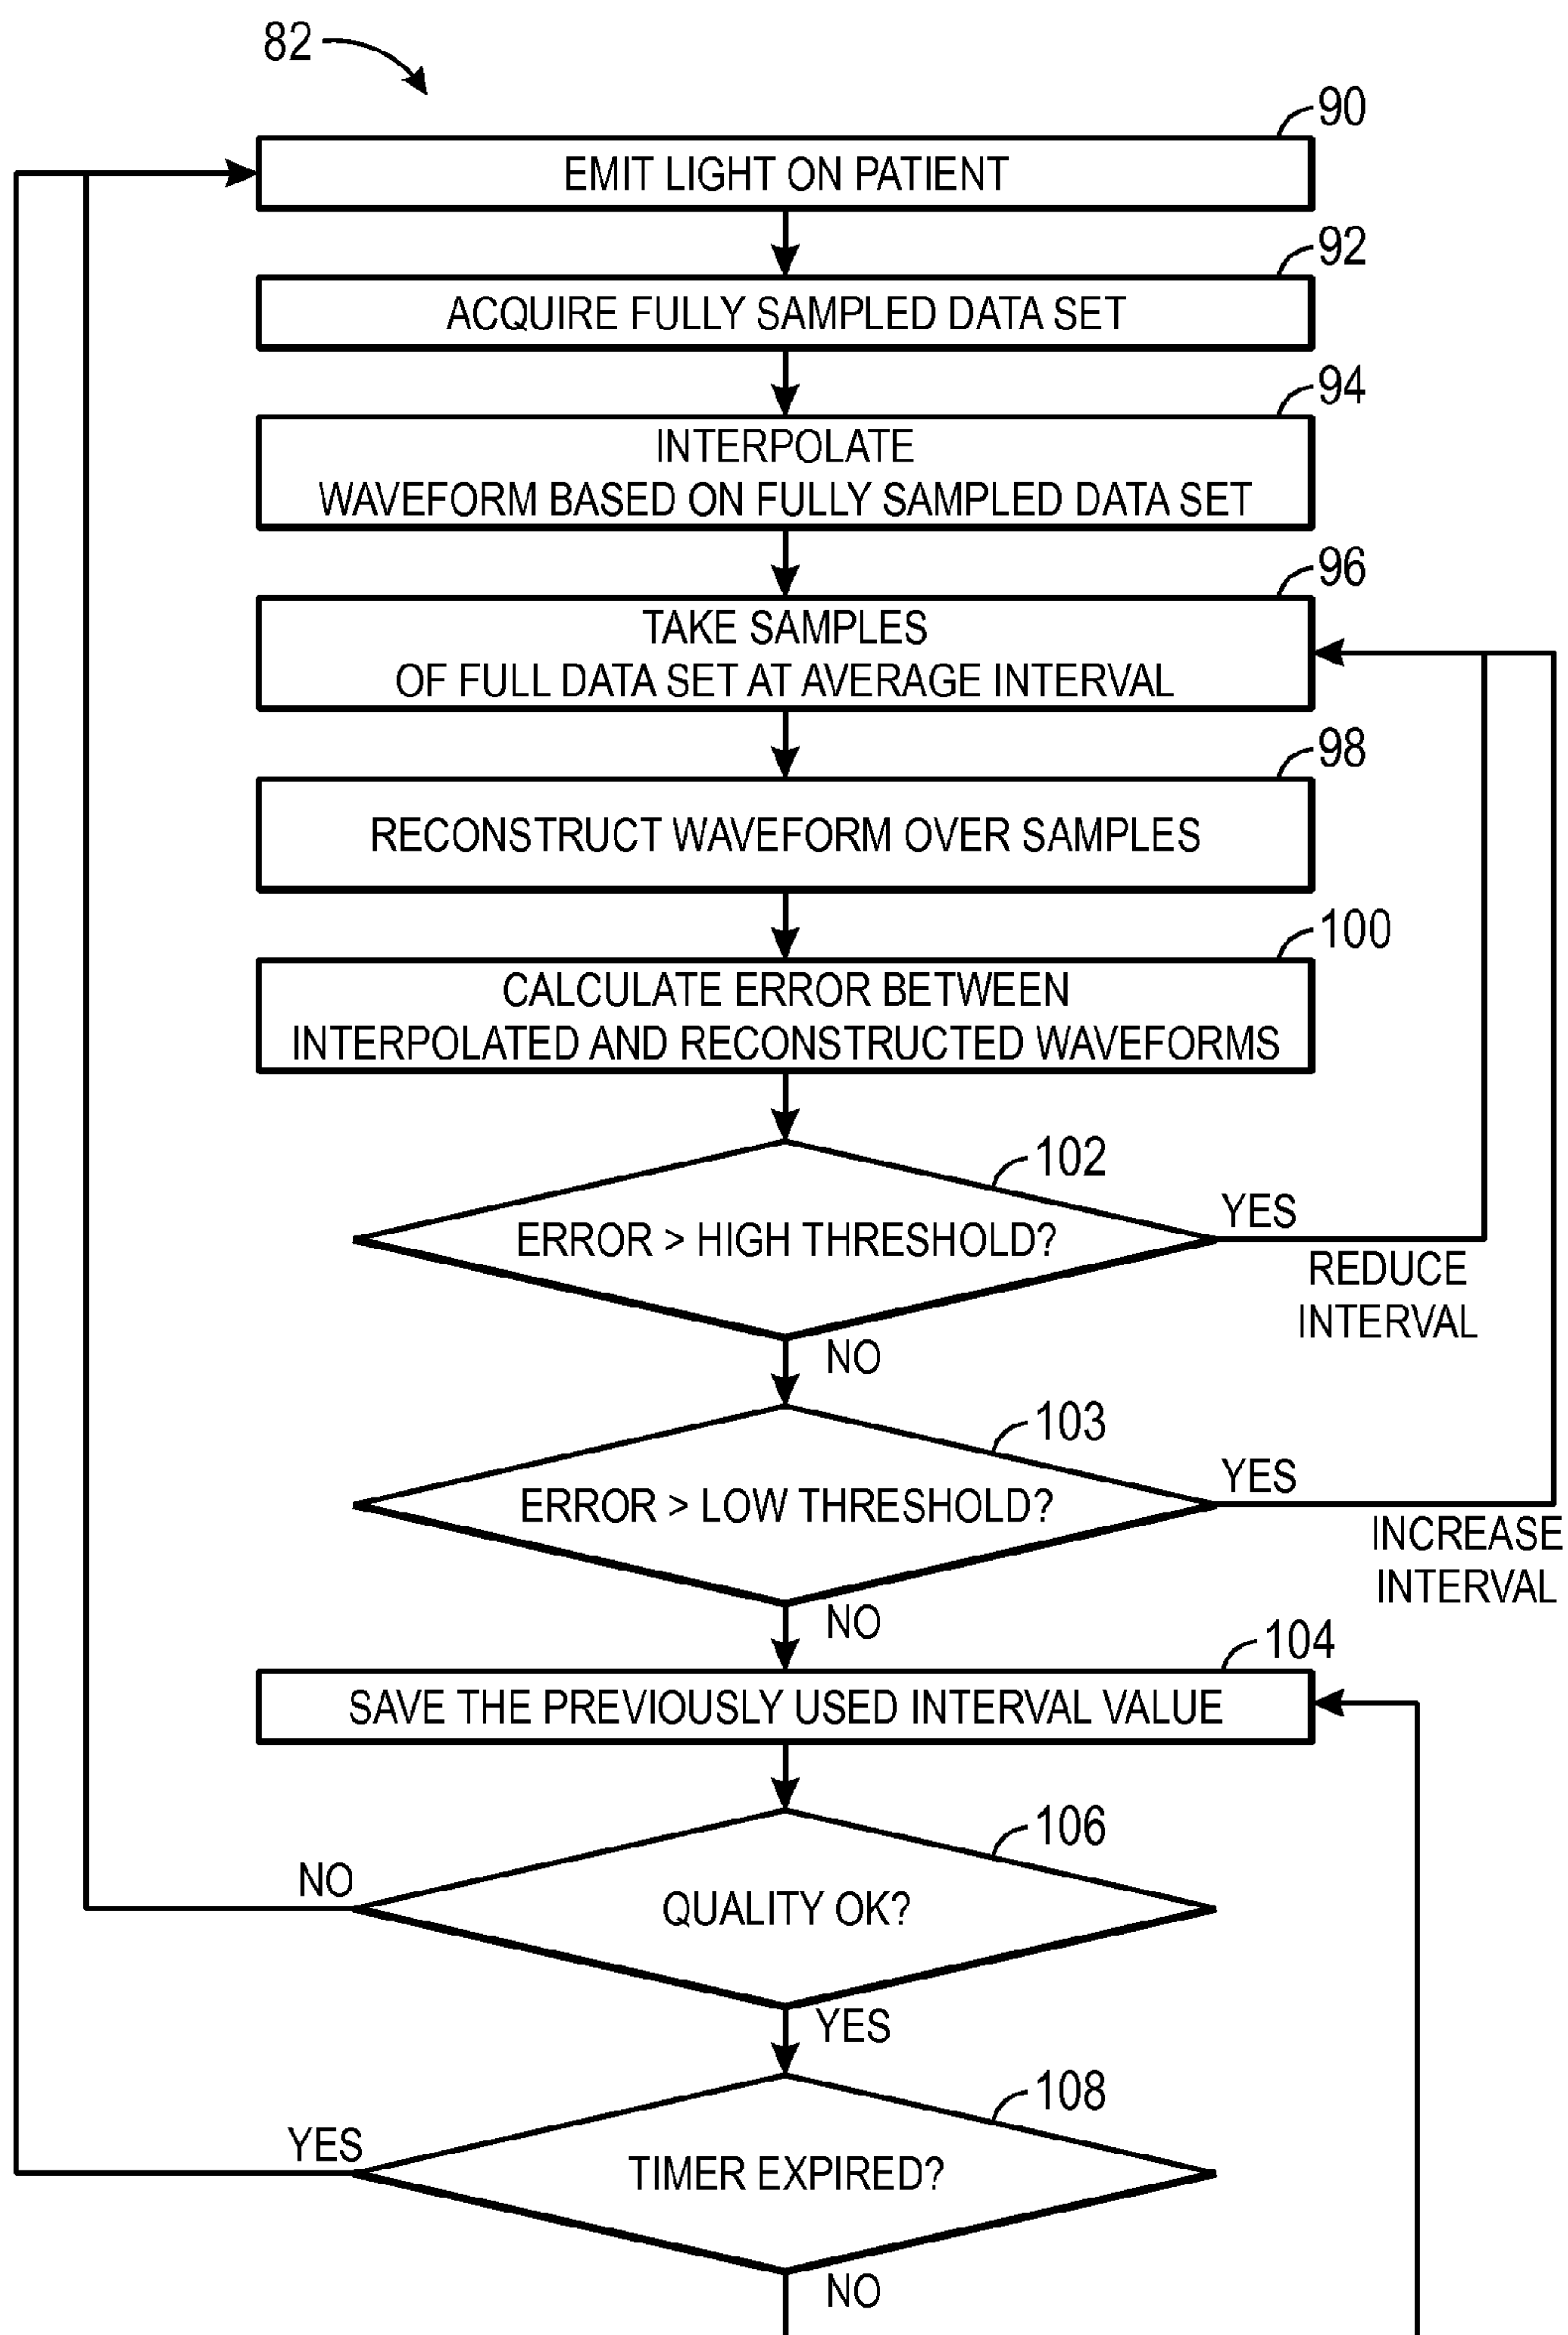 82
90
EMIT LIGHT ON PATIENT
92
ACQUIRE FULLY SAMPLED DATA SET
94
INTERPOLATE
WAVEFORM BASED ON FULLY SAMPLED DATA SET
96
TAKE SAMPLES
OF FULL DATA SET AT AVERAGE INTERVAL
98
RECONSTRUCT WAVEFORM OVER SAMPLES
100
CALCULATE ERROR BETWEEN
INTERPOLATED AND RECONSTRUCTED WAVEFORMS
102
ERROR > HIGH THRESHOLD?
YES
REDUCE
INTERVAL
NO
103
ERROR > LOW THRESHOLD?
YES
INCREASE
INTERVAL
NO
104
SAVE THE PREVIOUSLY USED INTERVAL VALUE
106
QUALITY OK?
NO
YES
108
TIMER EXPIRED?
YES
NO